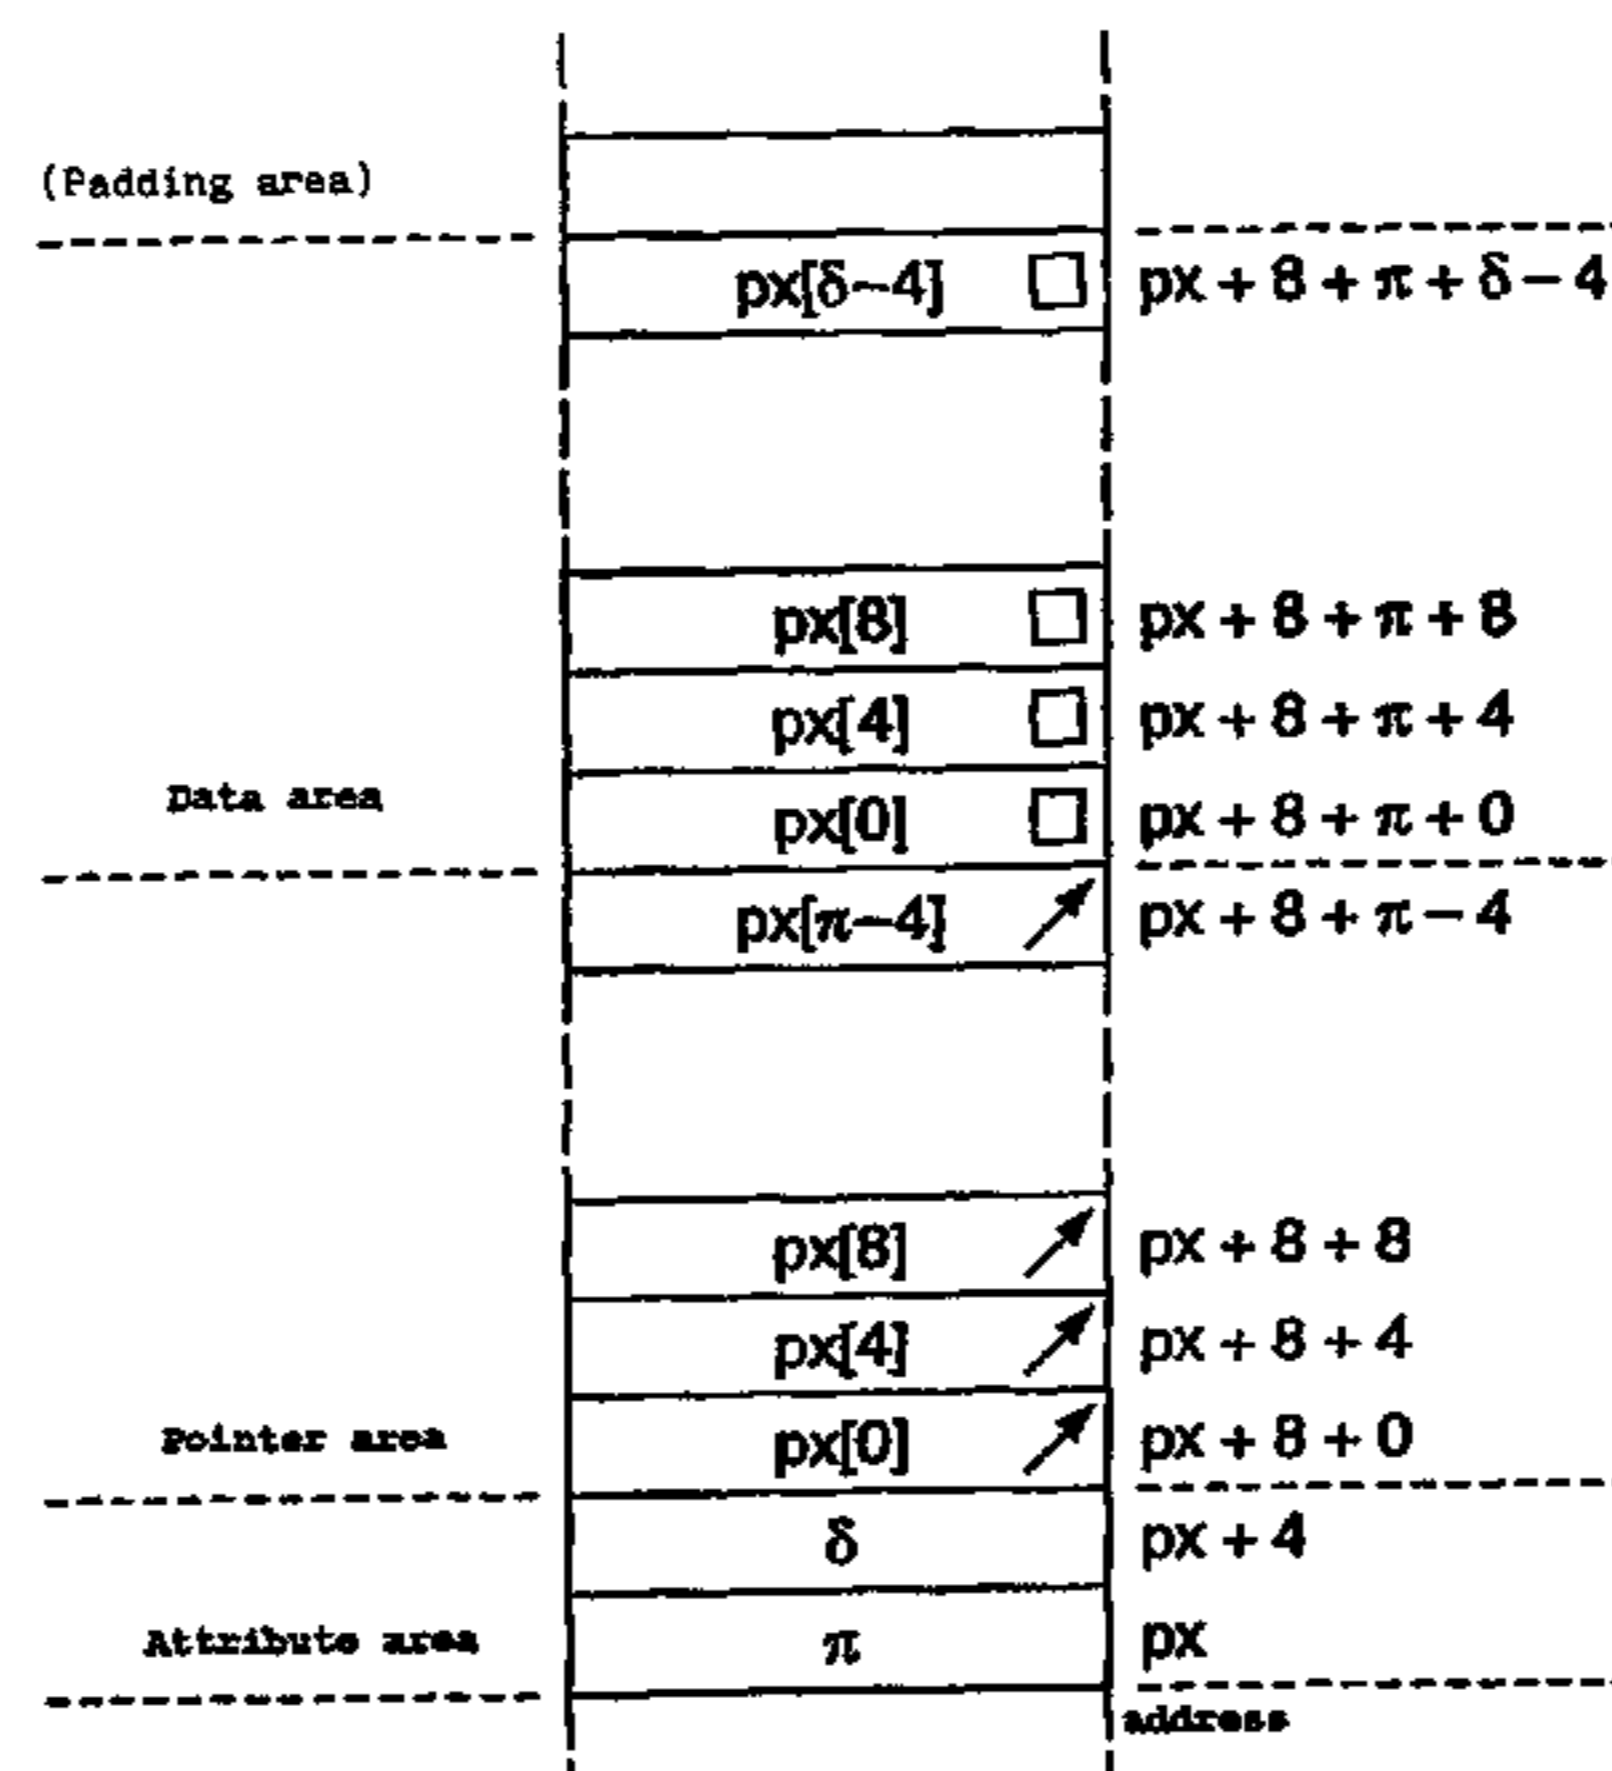 (Padding area)
px[δ–4] px + 8 + π + δ – 4
px[8] px + 8 + π + 8
px[4] px + 8 + π + 4
Data area px[0] px + 8 + π + 0
px[π–4] px + 8 + π – 4
px[8] px + 8 + 8
px[4] px + 8 + 4
Pointer area px[0] px + 8 + 0
δ px + 4
Attribute area π px
address